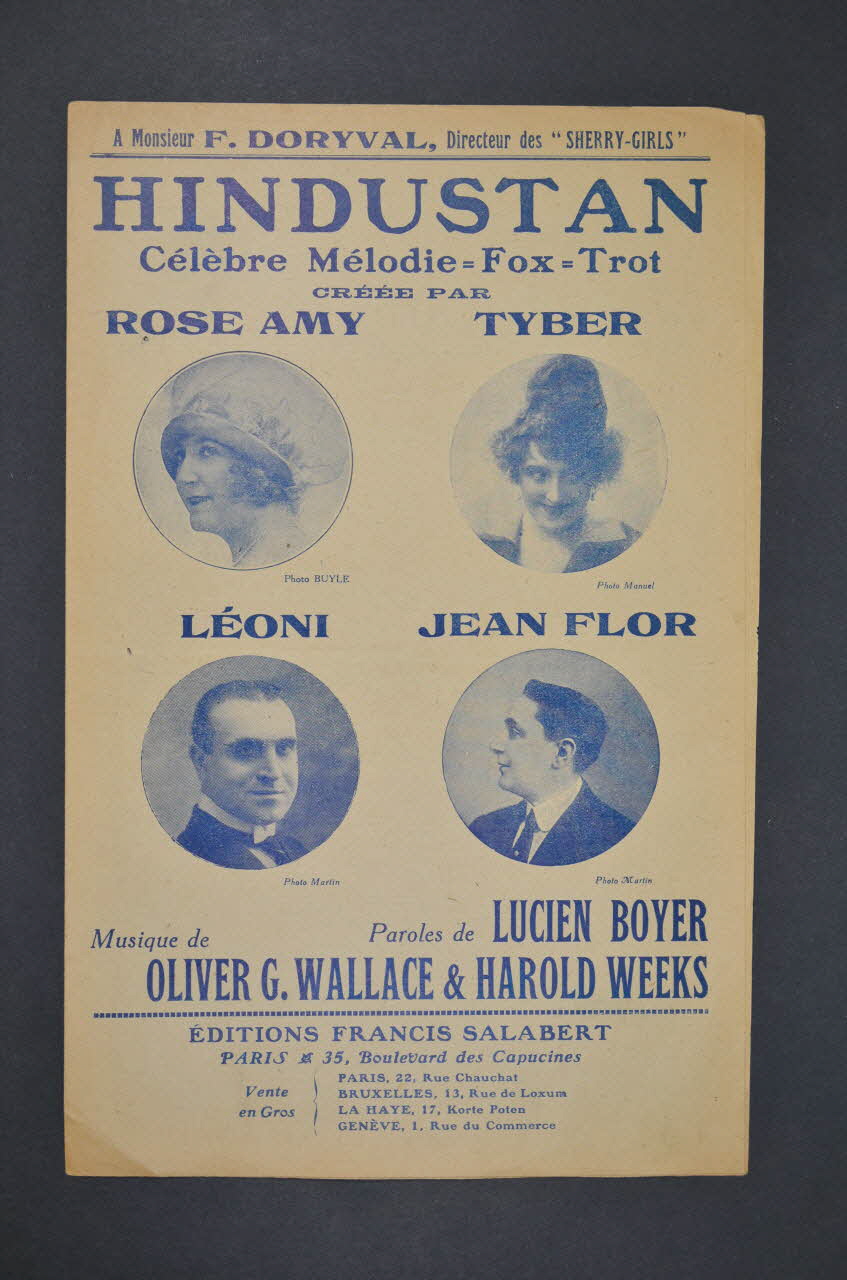 A Monsieur F. DORYVAL, Directeur des "SHERRY-GIRLS"
HINDUSTAN
Célèbre Mélodie=Fox=Trot
CRÉÉE PAR
ROSE AMY TYBER
Photo BUYLE
Photo Manuel
LÉONI JEAN FLOR
Photo Martin
Photo Martin
Paroles de LUCIEN BOYER
Musique de
OLIVER G. WALLACE & HAROLD WEEKS
ÉDITIONS FRANCIS SALABERT
PARIS 35, Boulevard des Capucines
Vente en Gros
PARIS, 22, Rue Chauchat
BRUXELLES, 13, Rue de Loxum
LA HAYE, 17, Korte Poten
GENÈVE, 1, Rue du Commerce